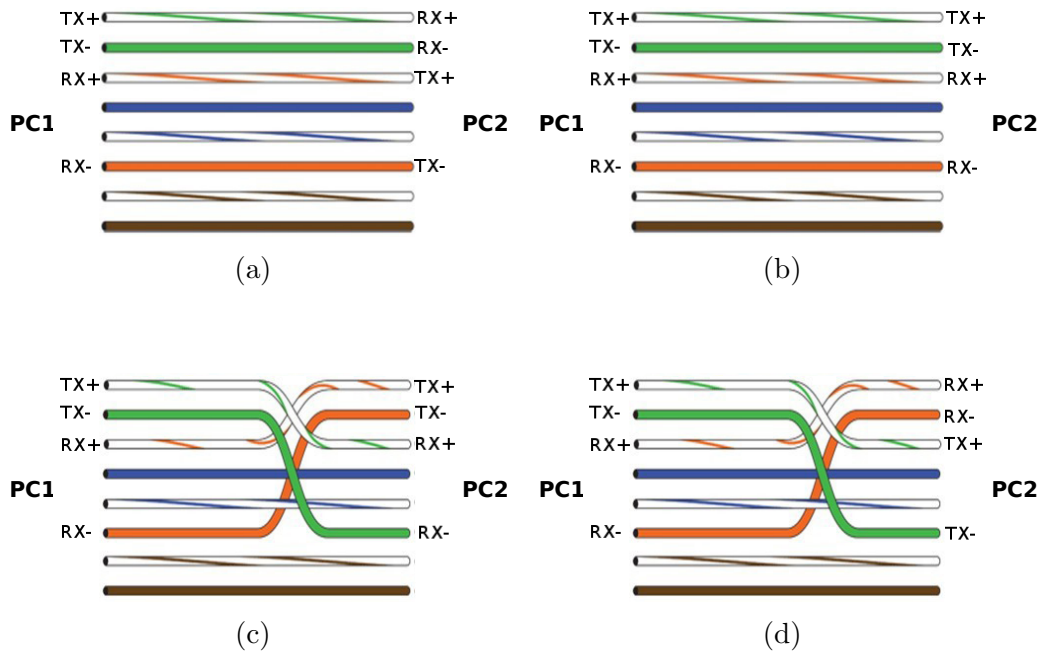 TX+ RX+
TX- RX-
RX+ TX+
PC1 PC2
RX- TX-
(a)
TX+ TX+
TX- TX-
RX+ RX+
PC1 PC2
RX- RX-
(b)
TX+ TX+
TX- TX-
RX+ RX+
PC1 PC2
RX- RX-
(c)
TX+ RX+
TX- RX-
RX+ TX+
PC1 PC2
RX- TX-
(d)